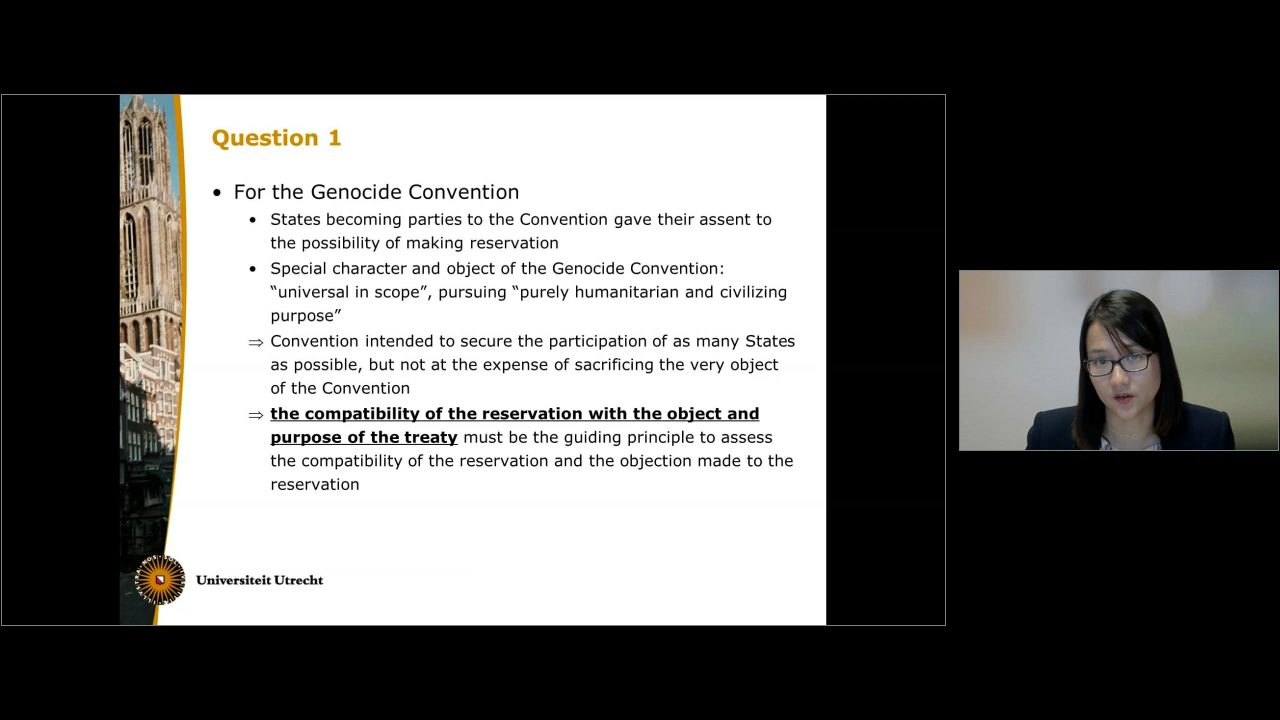 Question 1
• For the Genocide Convention
• States becoming parties to the Convention gave their assent to
the possibility of making reservation
• Special character and object of the Genocide Convention:
“universal in scope”, pursuing “purely humanitarian and civilizing
purpose”
⇒ Convention intended to secure the participation of as many States
as possible, but not at the expense of sacrificing the very object
of the Convention
⇒ the compatibility of the reservation with the object and
purpose of the treaty must be the guiding principle to assess
the compatibility of the reservation and the objection made to the
reservation
Universiteit Utrecht